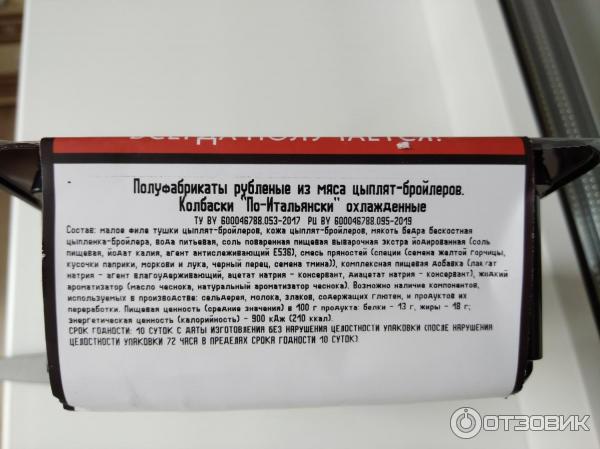 ВСЕГДА ПОЛУЧАЕТСЯ!
Полуфабрикаты рубленые из мяса цыплят-бройлеров.
Колбаски "По-Итальянски" охлажденные
ТУ BY 600046788.053-2017 РЦ BY 600046788.095-2019
Состав: малое филе тушки цыплят-бройлеров, кожа цыплят-бройлеров, мякоть бедра бескостная
цыпленка-бройлера, вода питьевая, соль поваренная пищевая выварочная экстра йодированная (соль
пищевая, йодат калия, агент антислеживающий Е536), смесь пряностей (специи (семена желтой горчицы,
кусочки паприки, моркови и лука, черный перец, семена тмина)), комплексная пищевая добавка (лактат
натрия - агент влагоудерживающий, ацетат натрия - консервант, диацетат натрия - консервант), жидкий
ароматизатор (масло чеснока, натуральный ароматизатор чеснока). Возможно наличие компонентов,
используемых в производстве: сельдерея, молока, злаков, содержащих глютен, и продуктов их
переработки. Пищевая ценность (средние значения) в 100 г продукта: белки - 13 г, жиры - 18 г;
энергетическая ценность (калорийность) - 900 кДж (210 ккал).
СРОК ГОДНОСТИ: 10 СУТОК С ДАТЫ ИЗГОТОВЛЕНИЯ БЕЗ НАРУШЕНИЯ ЦЕЛОСТНОСТИ УПАКОВКИ (ПОСЛЕ НАРУШЕНИЯ
ЦЕЛОСТНОСТИ УПАКОВКИ 72 ЧАСА В ПРЕДЕЛАХ СРОКА ГОДНОСТИ 10 СУТОК).
ОТЗОВИК